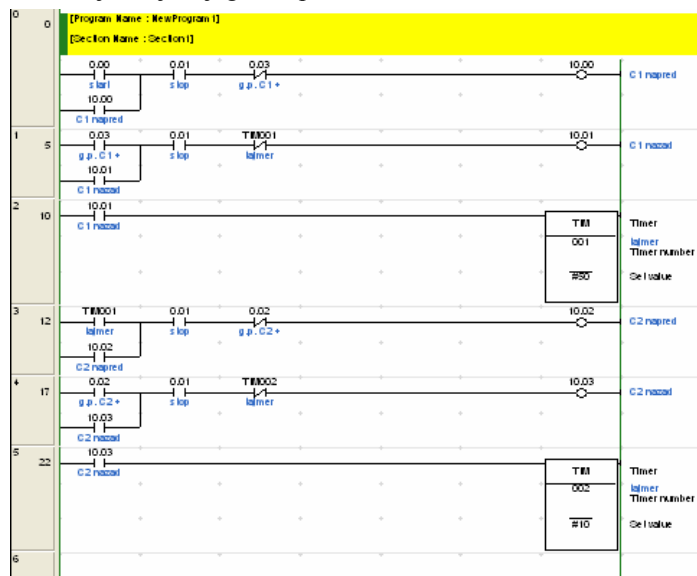 0
0
[Program Name : NewProgram1]
[Section Name : Section1]
0.00 0.01 0.03 10.00
start stop g.p. C1+ C1 napred
10.00
C1 napred
1
5
0.03 0.01 TIM001 10.01
g.p. C1+ stop tajmer C1 nazad
10.01
C1 nazad
2
10
10.01
C1 nazad
TIM Timer
001 tajmer
Timer number
#50 Set value
3
12
TIM001 0.01 0.02 10.02
tajmer stop g.p. C2+ C2 napred
10.02
C2 napred
4
17
0.02 0.01 TIM002 10.03
g.p. C2+ stop tajmer C2 nazad
10.03
C2 nazad
5
22
10.03
C2 nazad
TIM Timer
002 tajmer
Timer number
#10 Set value
6